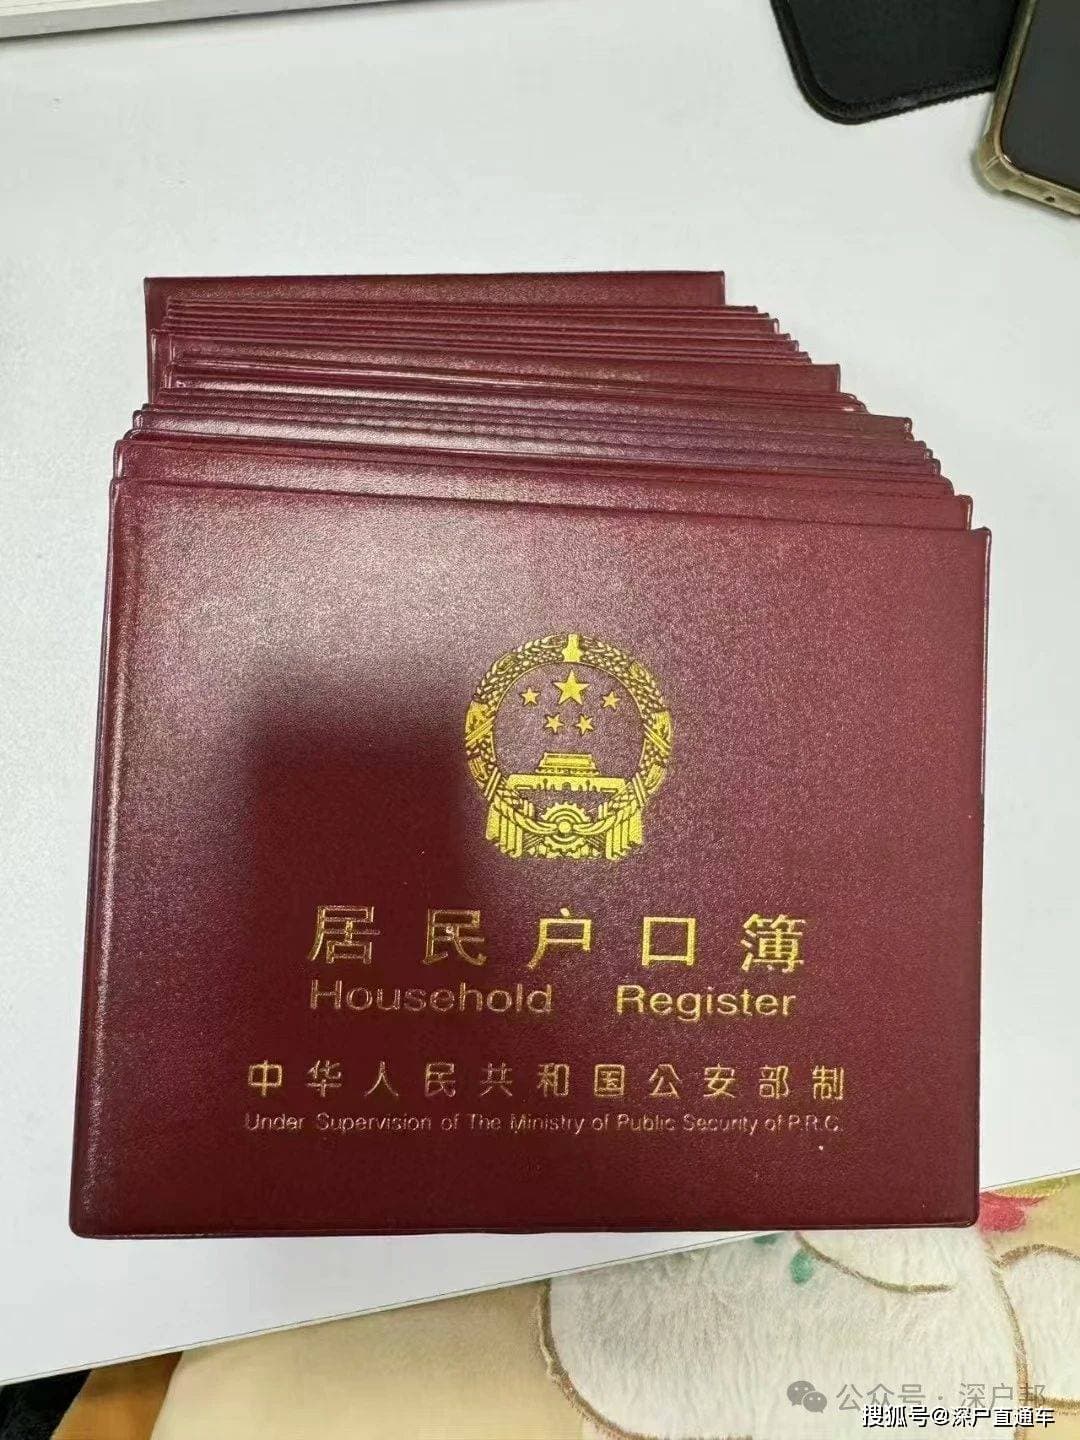 居民户口簿
Household Register
中华人民共和国公安部制
Under Supervision of The Ministry of Public Security of P.R.C.
公众号·深户邦
搜狐号@深户直通车